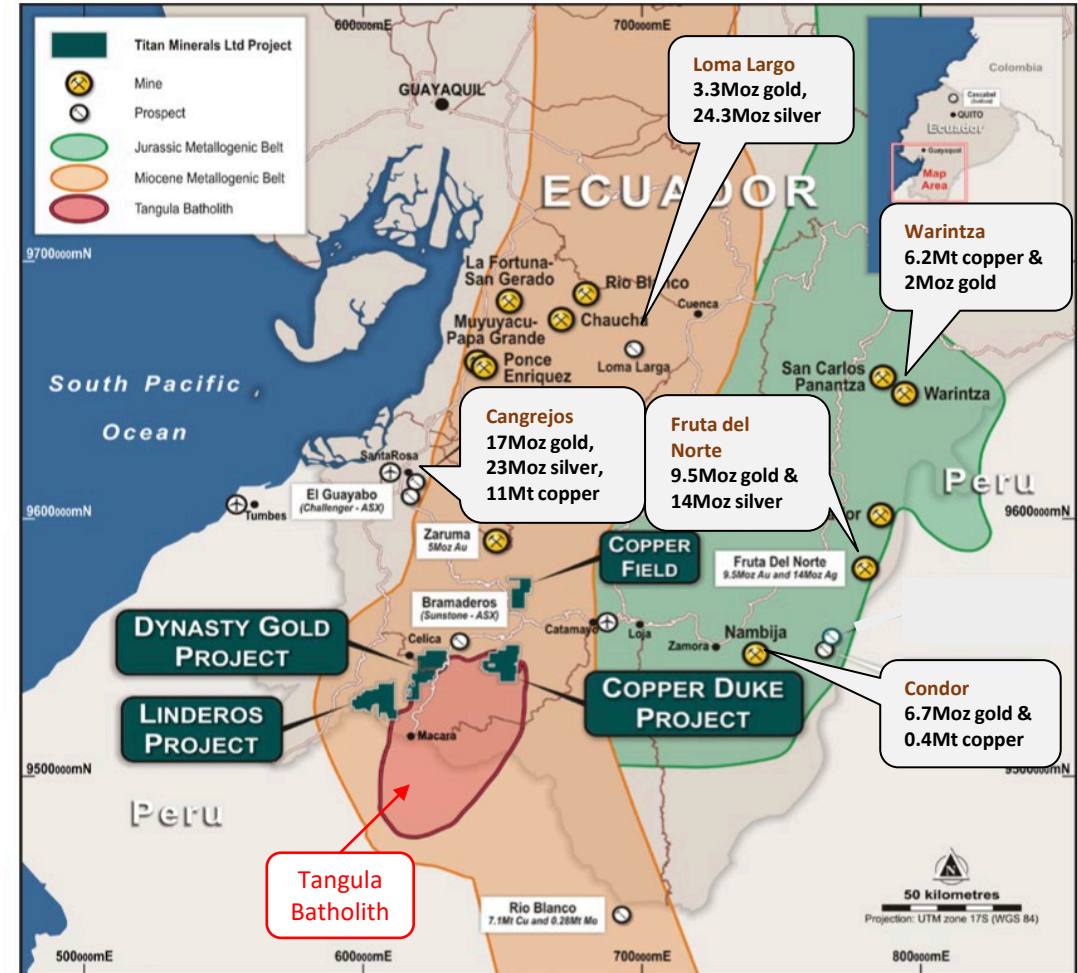 600000mE
700000mE
Titan Minerals Ltd Project
Mine
Prospect
Jurassic Metallogenic Belt
Miocene Metallogenic Belt
Tangula Batholith
GUAYAQUIL
Loma Largo
3.3Moz gold,
24.3Moz silver
Colombia
Cascabel
QUITO
Ecuador
Guayaquil
Map
Area
ECUADOR
Warintza
6.2Mt copper &
2Moz gold
9700000mN
La Fortuna-
San Gerado
Rio Blanco
Chaucha
Cuenca
Muyuyacu-
Papa Grande
Ponce
Enriquez
Loma Larga
San Carlos
Panantza
Warintza
South Pacific
Ocean
Cangrejos
17Moz gold,
23Moz silver,
11Mt copper
Fruta del
Norte
9.5Moz gold &
14Moz silver
Peru
SantaRosa
El Guayabo
(Challenger - ASX)
Tumbes
9600000mN
9600000mN
Zaruma
5Moz Au
COPPER
FIELD
Fruta Del Norte
9.5Moz Au and 14Moz Ag
Bramaderos
(Sunstone - ASX)
DYNASTY GOLD
PROJECT
Celica
Catamayo
Loja
Zamora
Nambija
LINDEROS
PROJECT
COPPER DUKE
PROJECT
Condor
6.7Moz gold &
0.4Mt copper
Macara
9500000mN
9500000mN
Peru
Tangula
Batholith
Rio Blanco
7.1Mt Cu and 0.28Mt Mo
50 kilometres
Projection: UTM zone 17S (WGS 84)
500000mE
600000mE
700000mE
800000mE